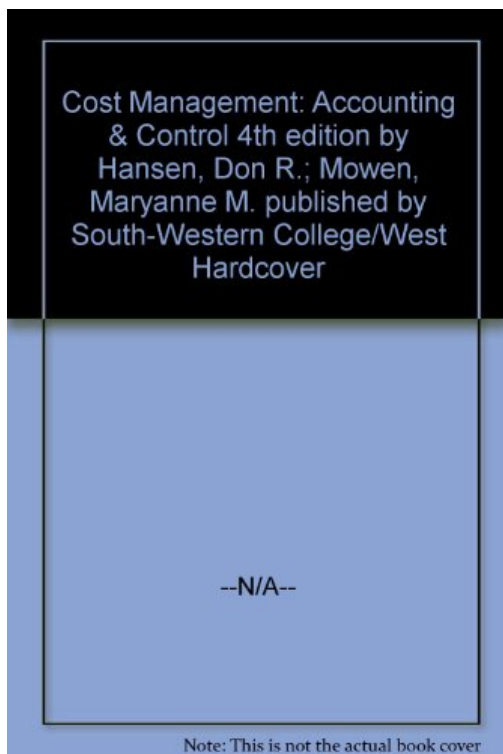 Cost Management: Accounting
& Control 4th edition by
Hansen, Don R.; Mowen,
Maryanne M. published by
South-Western College/West
Hardcover
--N/A--
Note: This is not the actual book cover